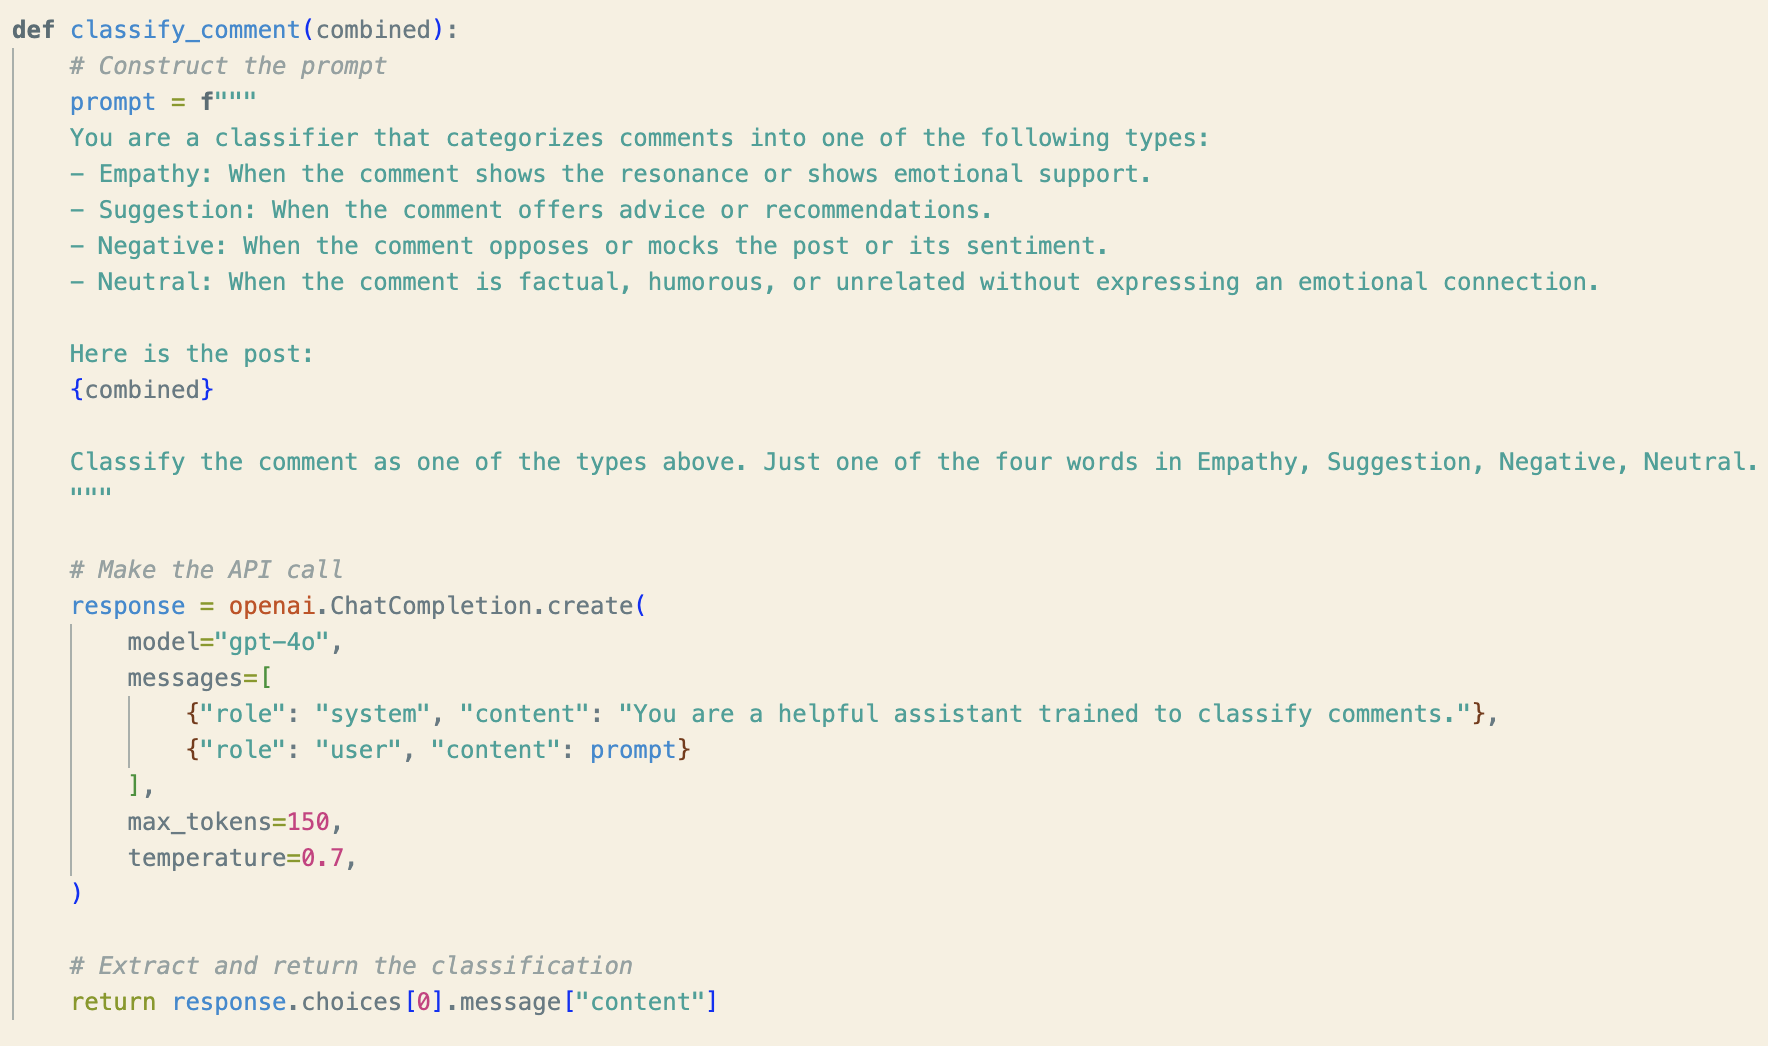 def classify_comment(combined):
    # Construct the prompt
    prompt = f"""
    You are a classifier that categorizes comments into one of the following types:
    - Empathy: When the comment shows the resonance or shows emotional support.
    - Suggestion: When the comment offers advice or recommendations.
    - Negative: When the comment opposes or mocks the post or its sentiment.
    - Neutral: When the comment is factual, humorous, or unrelated without expressing an emotional connection.

    Here is the post:
    {combined}

    Classify the comment as one of the types above. Just one of the four words in Empathy, Suggestion, Negative, Neutral.
    """

    # Make the API call
    response = openai.ChatCompletion.create(
        model="gpt-4o",
        messages=[
            {"role": "system", "content": "You are a helpful assistant trained to classify comments."},
            {"role": "user", "content": prompt}
        ],
        max_tokens=150,
        temperature=0.7,
    )

    # Extract and return the classification
    return response.choices[0].message["content"]